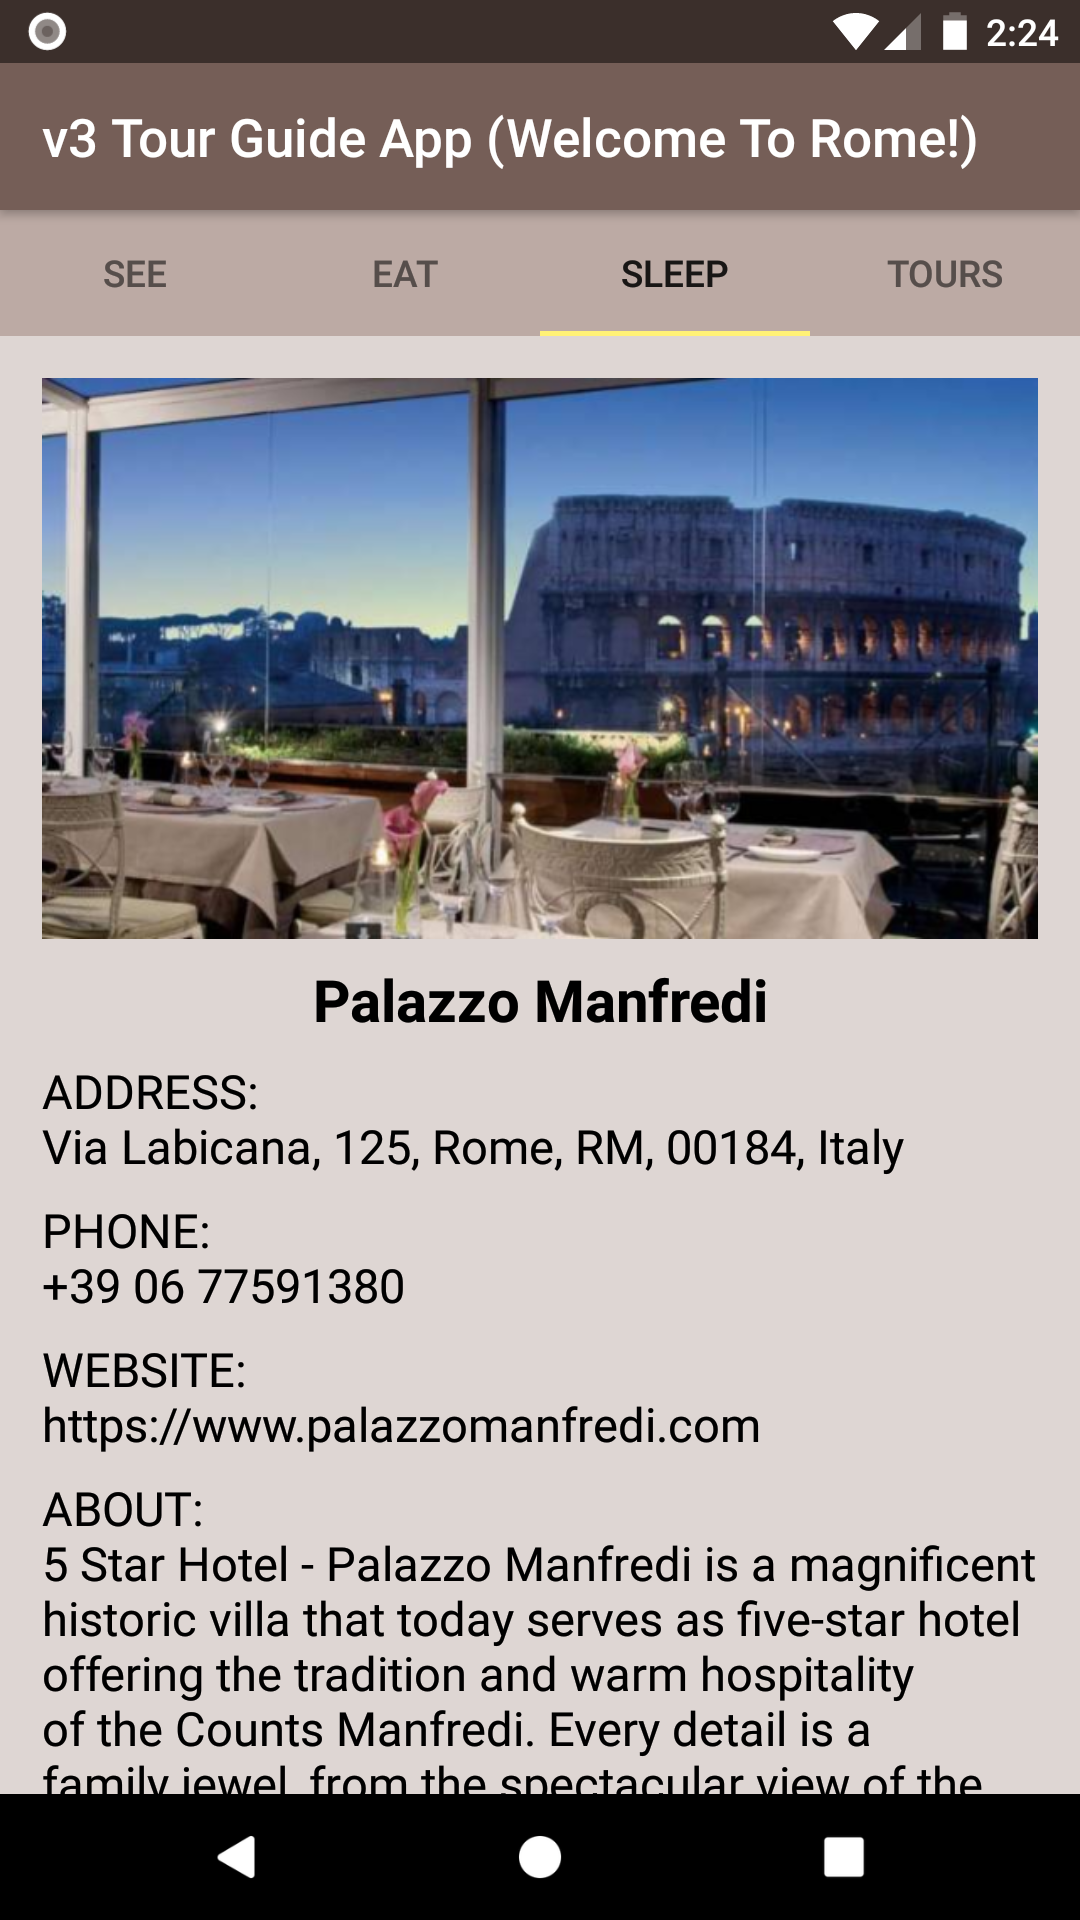 2:24
v3 Tour Guide App (Welcome To Rome!)
SEE EAT SLEEP TOURS
Palazzo Manfredi
ADDRESS:
Via Labicana, 125, Rome, RM, 00184, Italy
PHONE:
+39 06 77591380
WEBSITE:
https://www.palazzomanfredi.com
ABOUT:
5 Star Hotel - Palazzo Manfredi is a magnificent
historic villa that today serves as five-star hotel
offering the tradition and warm hospitality
of the Counts Manfredi. Every detail is a
family jewel, from the spectacular view of the